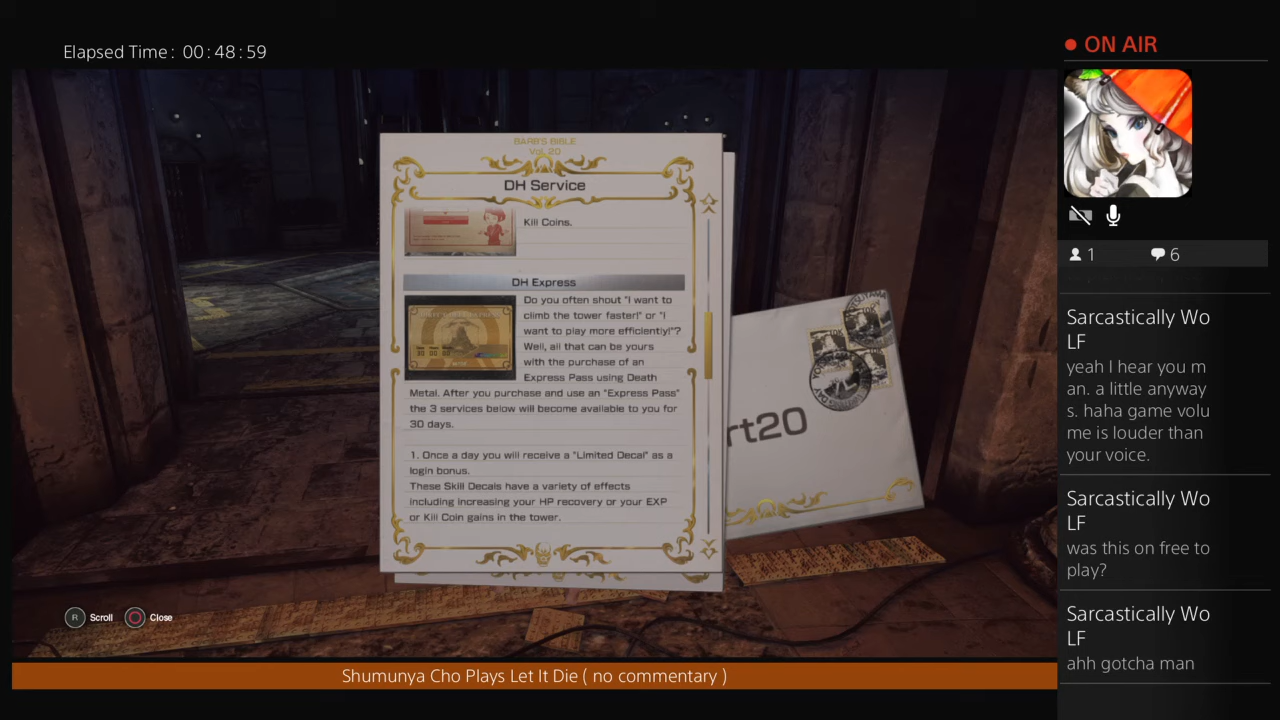 Elapsed Time: 00:48:59
ON AIR
1
6
BARB'S BIBLE
Vol. 20
DH Service
Kill Coins.
DH Express
Do you often shout "I want to
climb the tower faster!" or "I
want to play more efficiently!"?
Well, all that can be yours
with the purchase of an
Express Pass using Death
Metal. After you purchase and use an "Express Pass"
the 3 services below will become available to you for
30 days.
1. Once a day you will receive a "Limited Decal" as a
login bonus.
These Skill Decals have a variety of effects
including increasing your HP recovery or your EXP
or Kill Coin gains in the tower.
rt20
R Scroll Close
Shumunya Cho Plays Let It Die ( no commentary )
Sarcastically Wo
LF
yeah I hear you m
an. a little anyway
s. haha game volu
me is louder than
your voice.
Sarcastically Wo
LF
was this on free to
play?
Sarcastically Wo
LF
ahh gotcha man